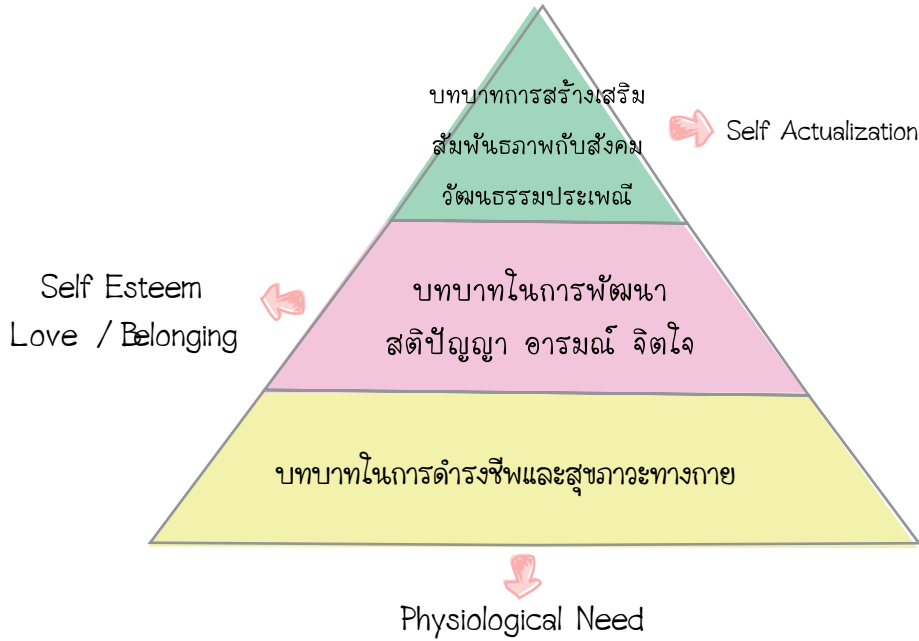 บทบาทการสร้างเสริม
สัมพันธภาพกับสังคม
วัฒนธรรมประเพณี
Self Actualization
บทบาทในการพัฒนา
สติปัญญา อารมณ์ จิตใจ
Self Esteem
Love / Belonging
บทบาทในการดำรงชีพและสุขภาวะทางกาย
Physiological Need